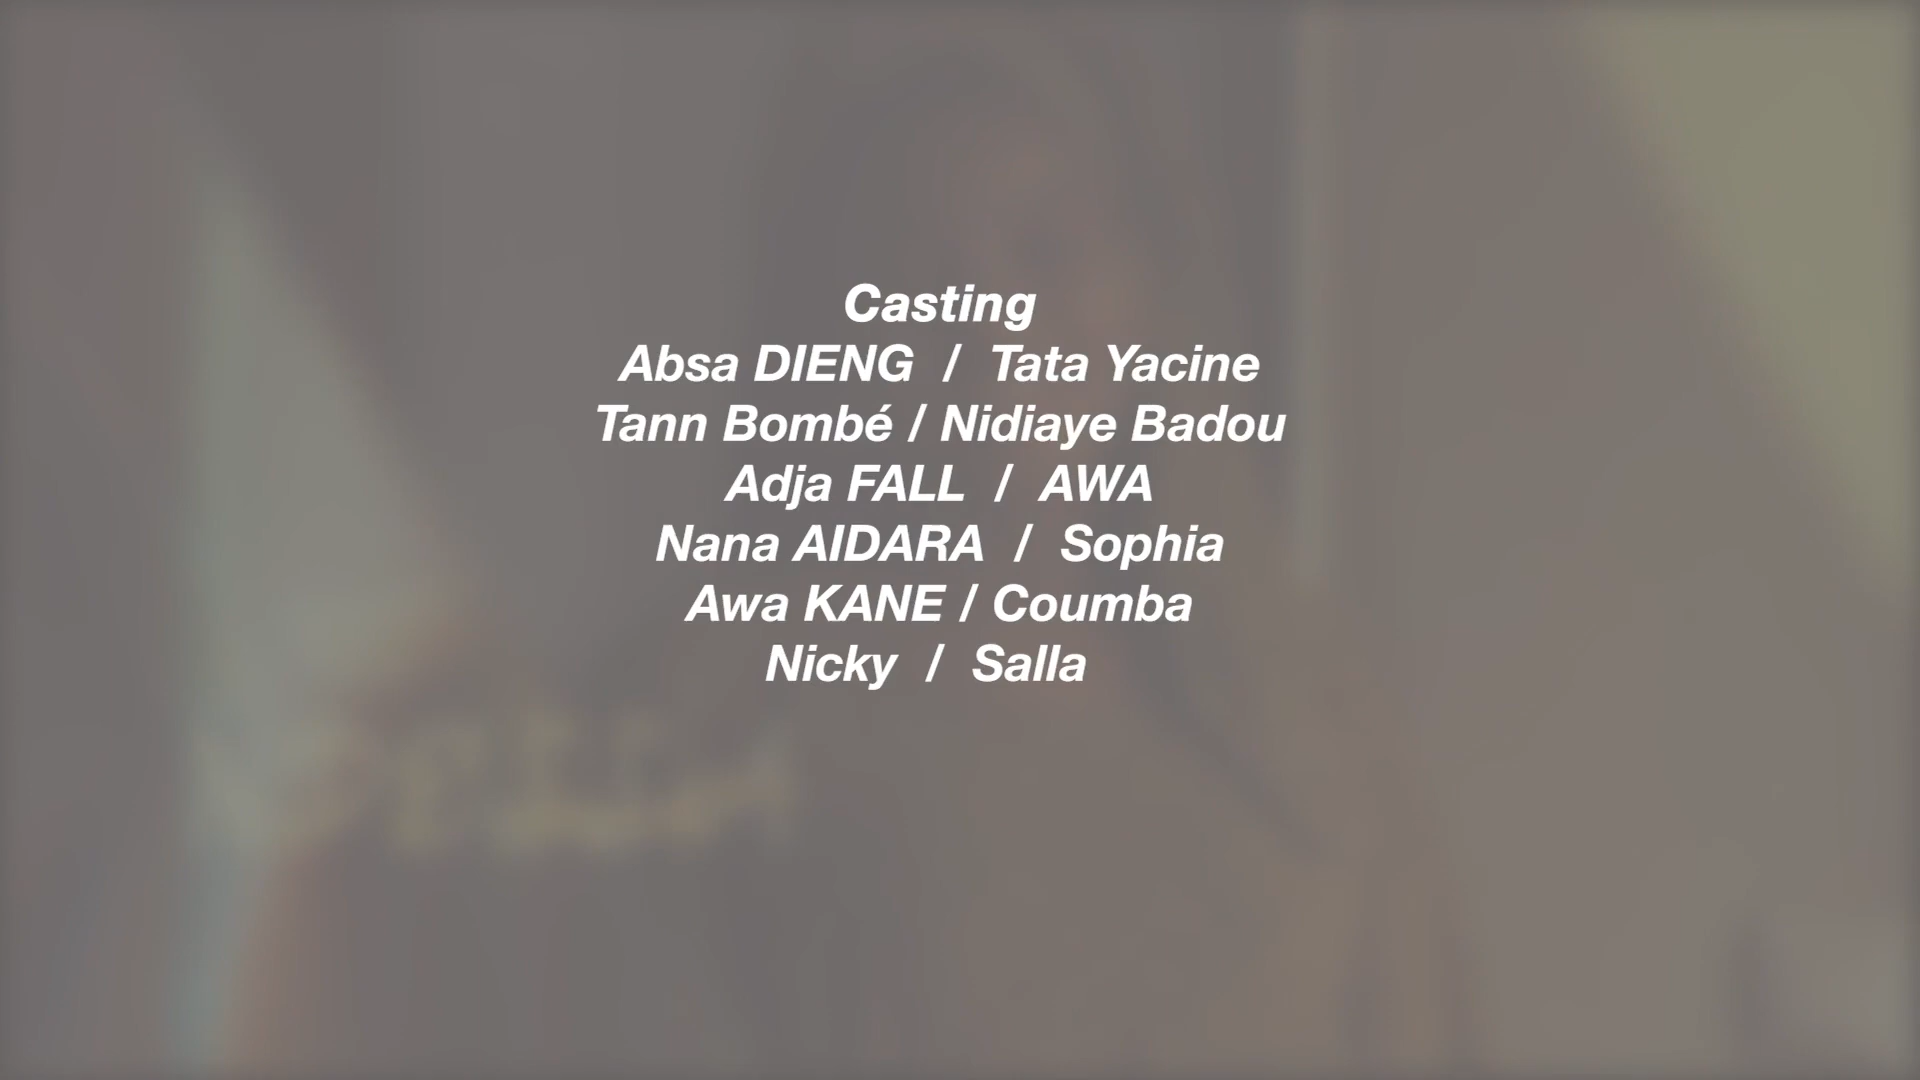 Casting
Absa DIENG / Tata Yacine
Tann Bombé / Nidiaye Badou
Adja FALL / AWA
Nana AIDARA / Sophia
Awa KANE / Coumba
Nicky / Salla